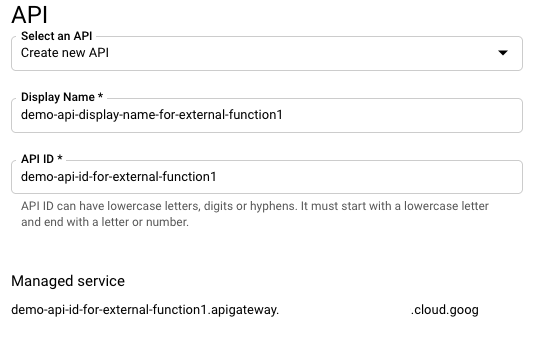 API
Select an API
Create new API
Display Name *
demo-api-display-name-for-external-function1
API ID *
demo-api-id-for-external-function1
API ID can have lowercase letters, digits or hyphens. It must start with a lowercase letter
and end with a letter or number.
Managed service
demo-api-id-for-external-function1.apigateway. .cloud.goog